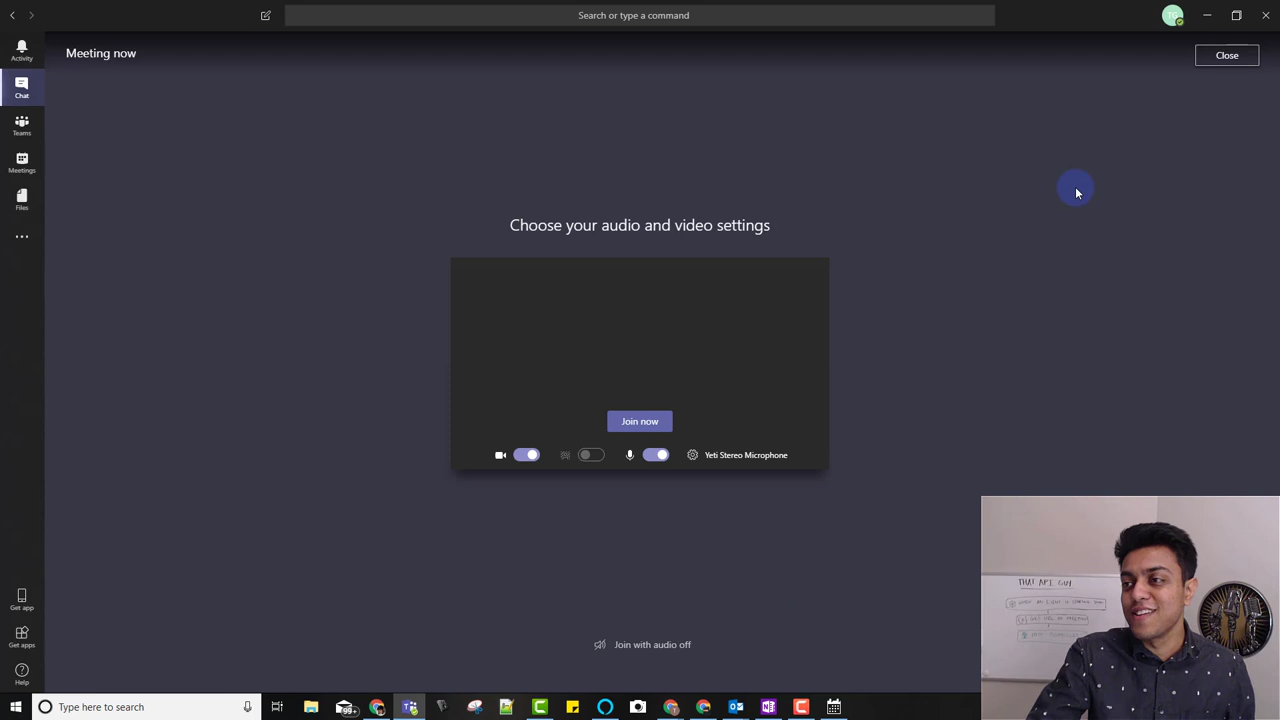 Search or type a command
TG
Activity
Meeting now
Close
Chat
Teams
Meetings
Files
Choose your audio and video settings
Join now
Yeti Stereo Microphone
Get app
Get apps
Join with audio off
Help
THAT API GUY
Type here to search
99+